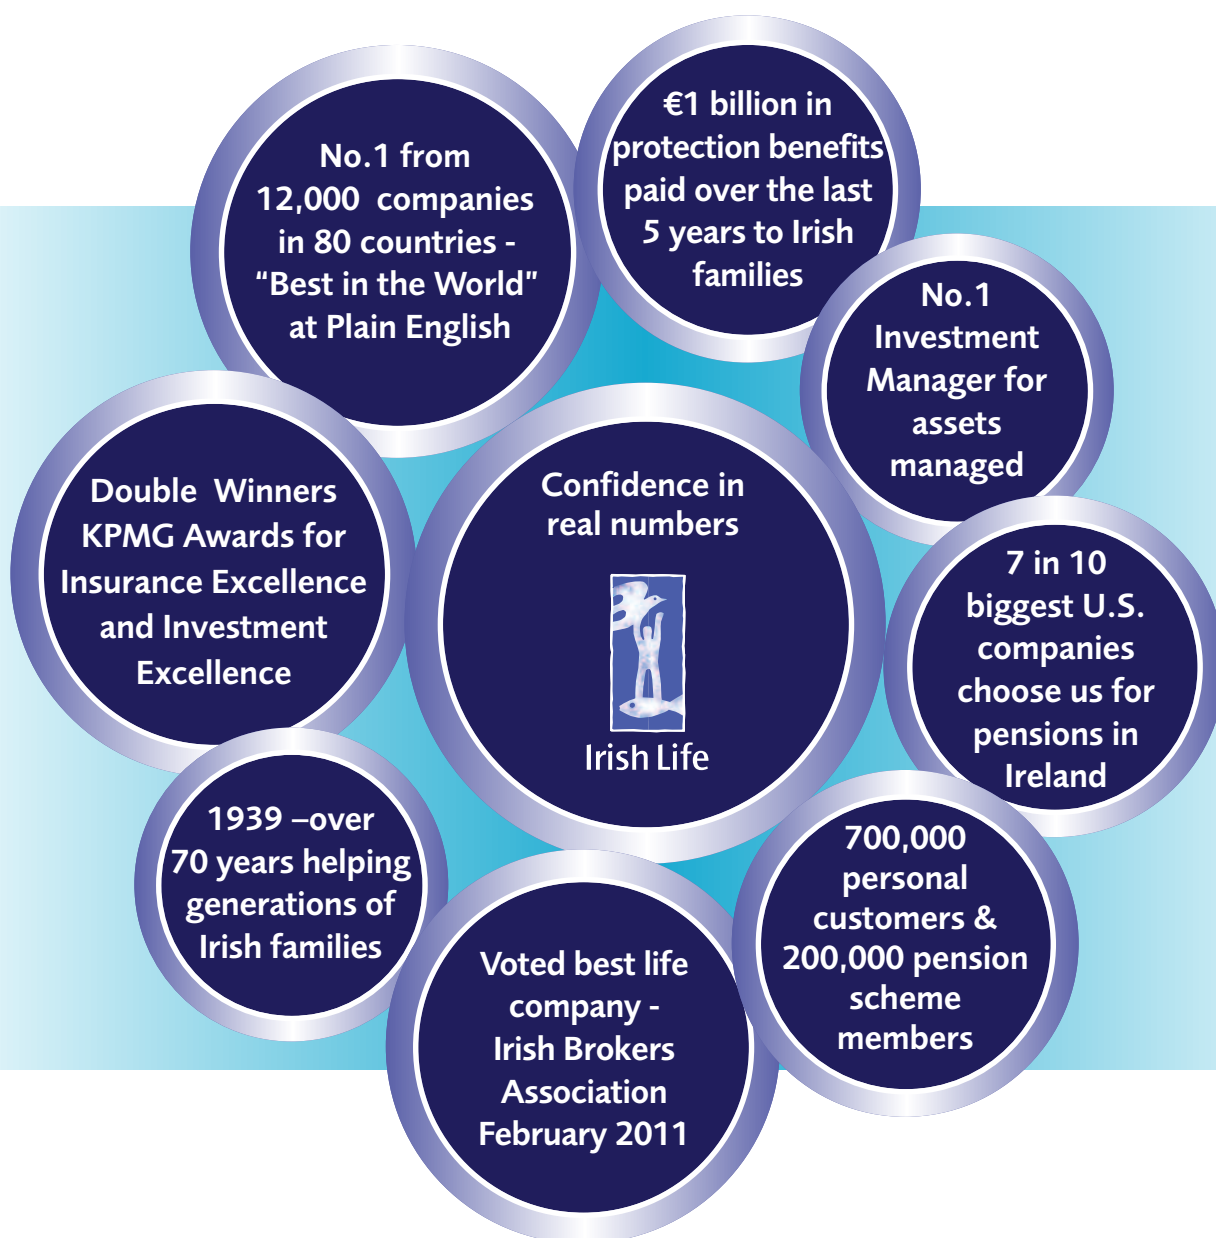 No.1 from
12,000 companies
in 80 countries -
“Best in the World”
at Plain English
€1 billion in
protection benefits
paid over the last
5 years to Irish
families
No.1
Investment
Manager for
assets
managed
Double Winners
KPMG Awards for
Insurance Excellence
and Investment
Excellence
Confidence in
real numbers
Irish Life
7 in 10
biggest U.S.
companies
choose us for
pensions in
Ireland
1939 –over
70 years helping
generations of
Irish families
700,000
personal
customers &
200,000 pension
scheme
members
Voted best life
company -
Irish Brokers
Association
February 2011